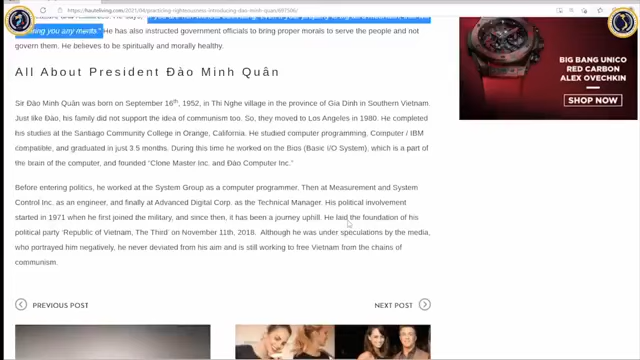 https://hauteliving.com/2021/04/practicing-righteousness-introducing-dao-minh-quan/697506/
you any merits." He has also instructed government officials to bring proper morals to serve the people and not
govern them. He believes to be spiritually and morally healthy.
All About President Đào Minh Quân
Sir Đào Minh Quân was born on September 16th, 1952, in Thi Nghe village in the province of Gia Dinh in Southern Vietnam.
Just like Đào, his family did not support the idea of communism too. So, they moved to Los Angeles in 1980. He completed
his studies at the Santiago Community College in Orange, California. He studied computer programming, Computer / IBM
compatible, and graduated in just 3.5 months. During this time he worked on the Bios (Basic I/O System), which is a part of
the brain of the computer, and founded "Clone Master Inc. and Đào Computer Inc."
Before entering politics, he worked at the System Group as a computer programmer. Then at Measurement and System
Control Inc. as an engineer, and finally at Advanced Digital Corp. as the Technical Manager. His political involvement
started in 1971 when he first joined the military, and since then, it has been a journey uphill. He laid the foundation of his
political party 'Republic of Vietnam, The Third' on November 11th, 2018. Although he was under speculations by the media,
who portrayed him negatively, he never deviated from his aim and is still working to free Vietnam from the chains of
communism.
PREVIOUS POST
NEXT POST
BIG BANG UNICO
RED CARBON
ALEX OVECHKIN
SHOP NOW